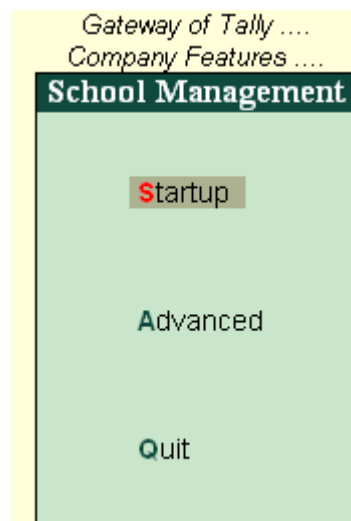 Gateway of Tally ....
Company Features ....
School Management
Startup
Advanced
Quit